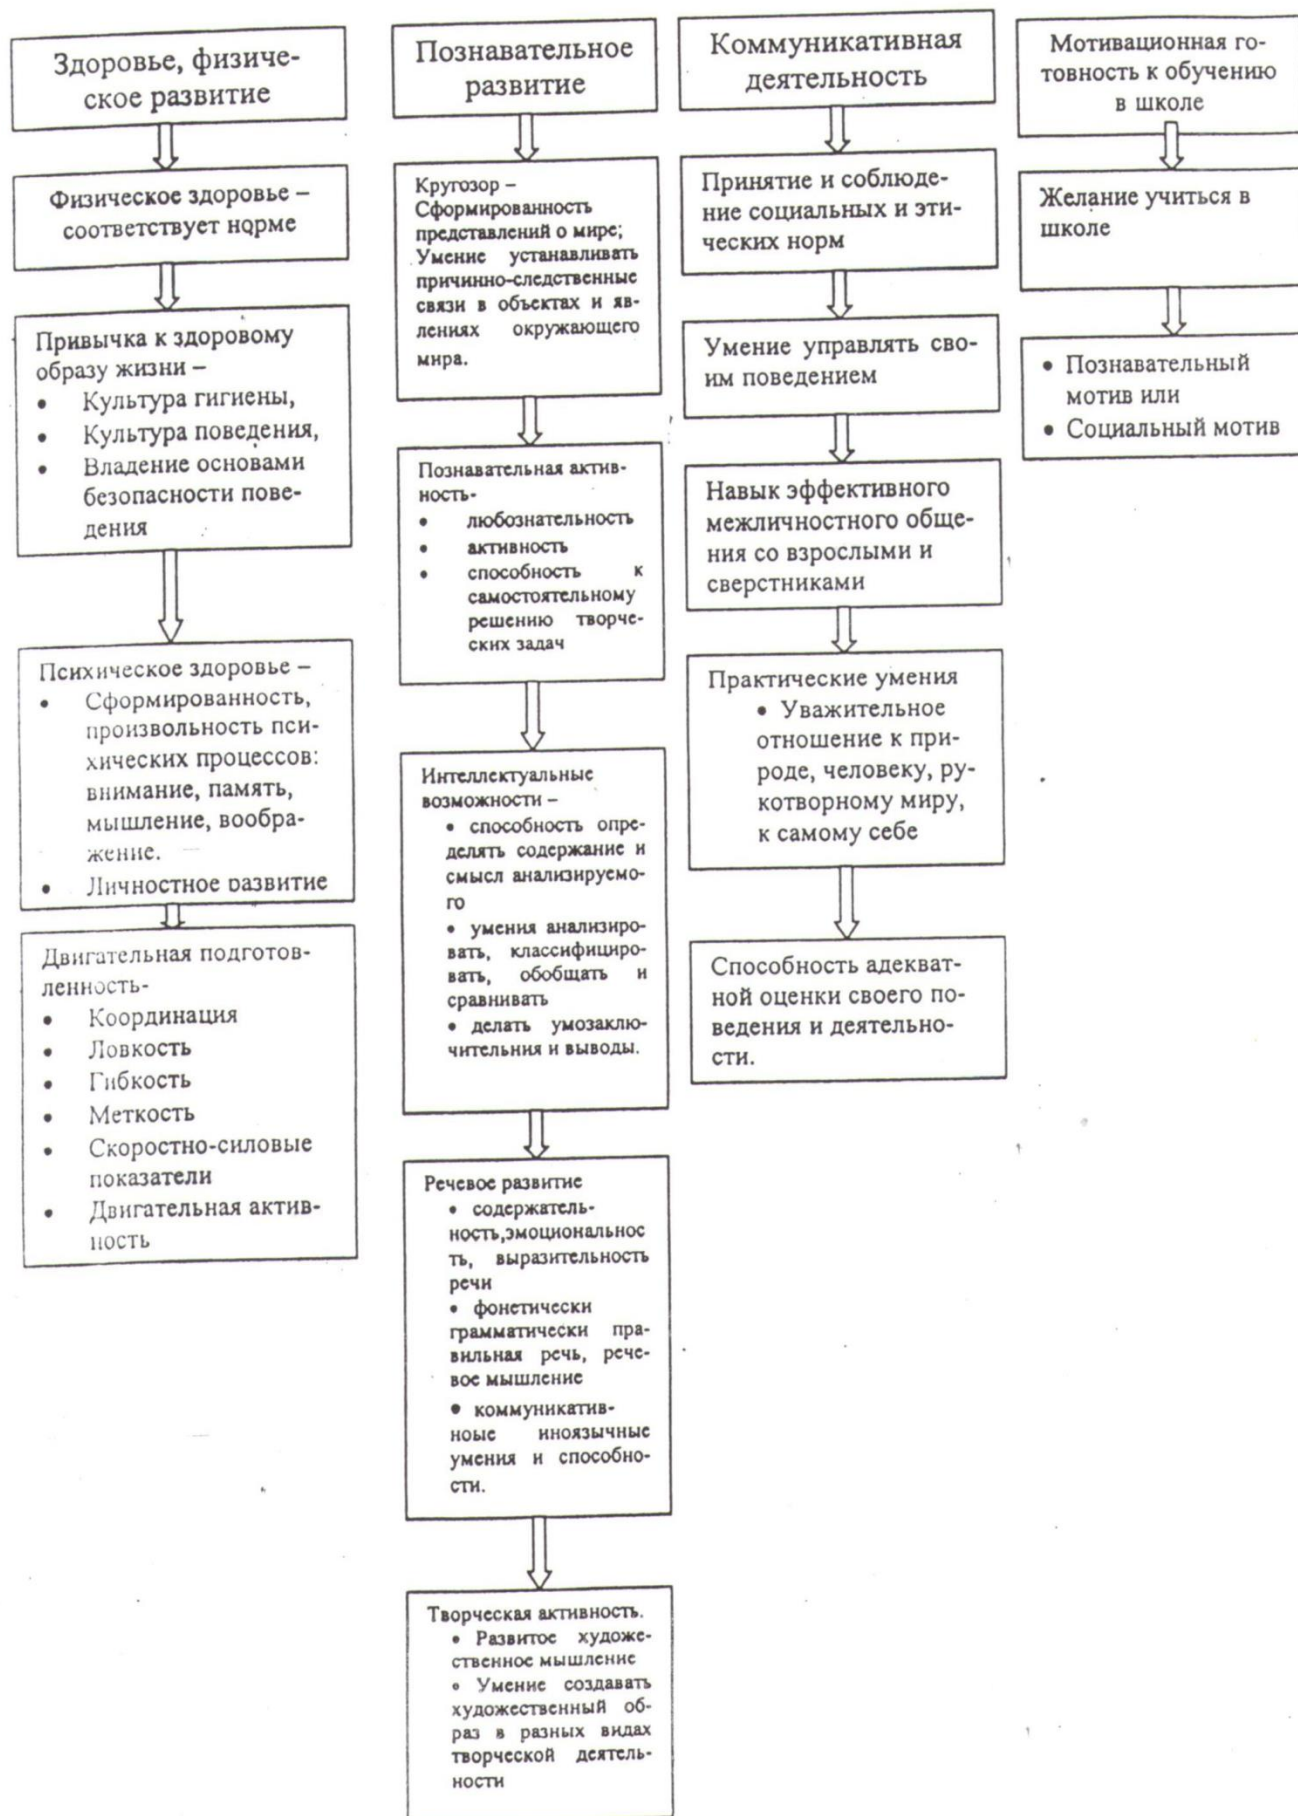 Здоровье, физиче-
ское развитие
Физическое здоровье –
соответствует норме
Привычка к здоровому
образу жизни –
• Культура гигиены,
• Культура поведения,
• Владение основами
безопасности пове-
дения
Психическое здоровье –
• Сформированность,
произвольность пси-
хических процессов:
внимание, память,
мышление, вообра-
жение.
• Личностное развитие
Двигательная подготов-
ленность-
• Координация
• Ловкость
• Гибкость
• Меткость
• Скоростно-силовые
показатели
• Двигательная актив-
ность
Познавательное
развитие
Кругозор –
Сформированность
представлений о мире;
Умение устанавливать
причинно-следственные
связи в объектах и яв-
лениях окружающего
мира.
Познавательная актив-
ность-
• любознательность
• активность
• способность к
самостоятельному
решению творче-
ских задач
Интеллектуальные
возможности –
• способность опре-
делять содержание и
смысл анализируемо-
го
• умения анализиро-
вать, классифициро-
вать, обобщать и
сравнивать
• делать умозаклю-
чительния и выводы.
Речевое развитие
• содержатель-
ность,эмоциональнос
ть, выразительность
речи
• фонетически
грамматически пра-
вильная речь, рече-
вое мышление
• коммуникатив-
ноые иноязычные
умения и способно-
сти.
Творческая активность.
• Развитое художе-
ственное мышление
• Умение создавать
художественный об-
раз в разных видах
творческой деятель-
ности
Коммуникативная
деятельность
Принятие и соблюде-
ние социальных и эти-
ческих норм
Умение управлять сво-
им поведением
Навык эффективного
межличностного обще-
ния со взрослыми и
сверстниками
Практические умения
• Уважительное
отношение к при-
роде, человеку, ру-
котворному миру,
к самому себе
Способность адекват-
ной оценки своего по-
ведения и деятельно-
сти.
Мотивационная го-
товность к обучению
в школе
Желание учиться в
школе
• Познавательный
мотив или
• Социальный мотив